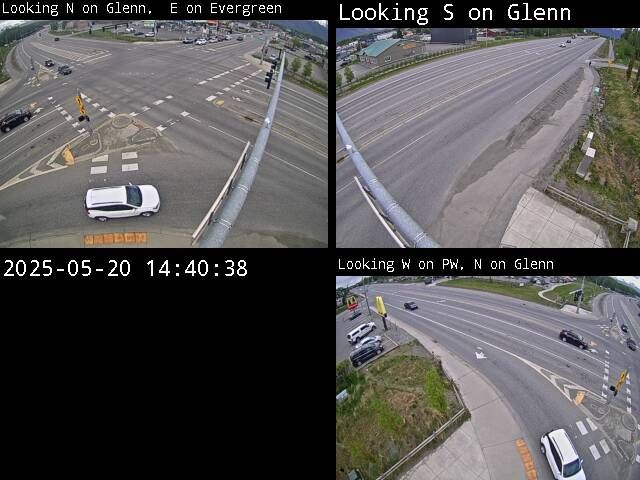 Looking N on Glenn, E on Evergreen
Looking S on Glenn
2025-05-20 14:40:38
Looking W on PW, N on Glenn